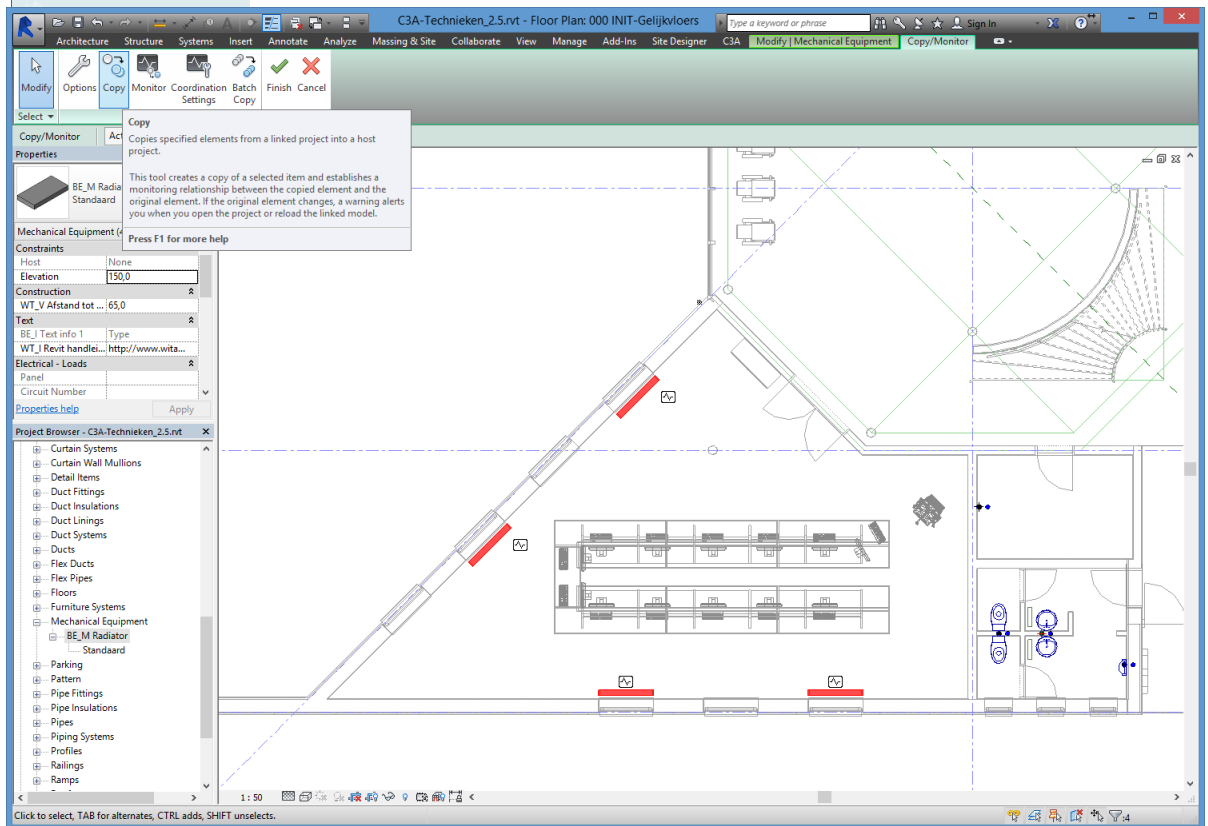 C3A-Technieken_2.5.rvt - Floor Plan: 000 INIT-Gelijkvloers
Type a keyword or phrase
Sign In
Architecture Structure Systems Insert Annotate Analyze Massing & Site Collaborate View Manage Add-Ins Site Designer C3A Modify | Mechanical Equipment Copy/Monitor
Modify Options Copy Monitor Coordination Settings Batch Copy Finish Cancel
Select
Copy/Monitor
Copy
Copies specified elements from a linked project into a host
project.
This tool creates a copy of a selected item and establishes a
monitoring relationship between the copied element and the
original element. If the original element changes, a warning alerts
you when you open the project or reload the linked model.
Press F1 for more help
Properties
BE_M Radia
Standaard
Mechanical Equipment (
Constraints
Host None
Elevation 150,0
Construction
WT_V Afstand tot ... 65,0
Text
BE_I Text info 1 Type
WT_I Revit handlei... http://www.wita...
Electrical - Loads
Panel
Circuit Number
Properties help Apply
Project Browser - C3A-Technieken_2.5.rvt
Curtain Systems
Curtain Wall Mullions
Detail Items
Duct Fittings
Duct Insulations
Duct Linings
Duct Systems
Ducts
Flex Ducts
Flex Pipes
Floors
Furniture Systems
Mechanical Equipment
BE_M Radiator
Standaard
Parking
Pattern
Pipe Fittings
Pipe Insulations
Pipes
Piping Systems
Profiles
Railings
Ramps
1 : 50
Click to select, TAB for alternates, CTRL adds, SHIFT unselects.
:4